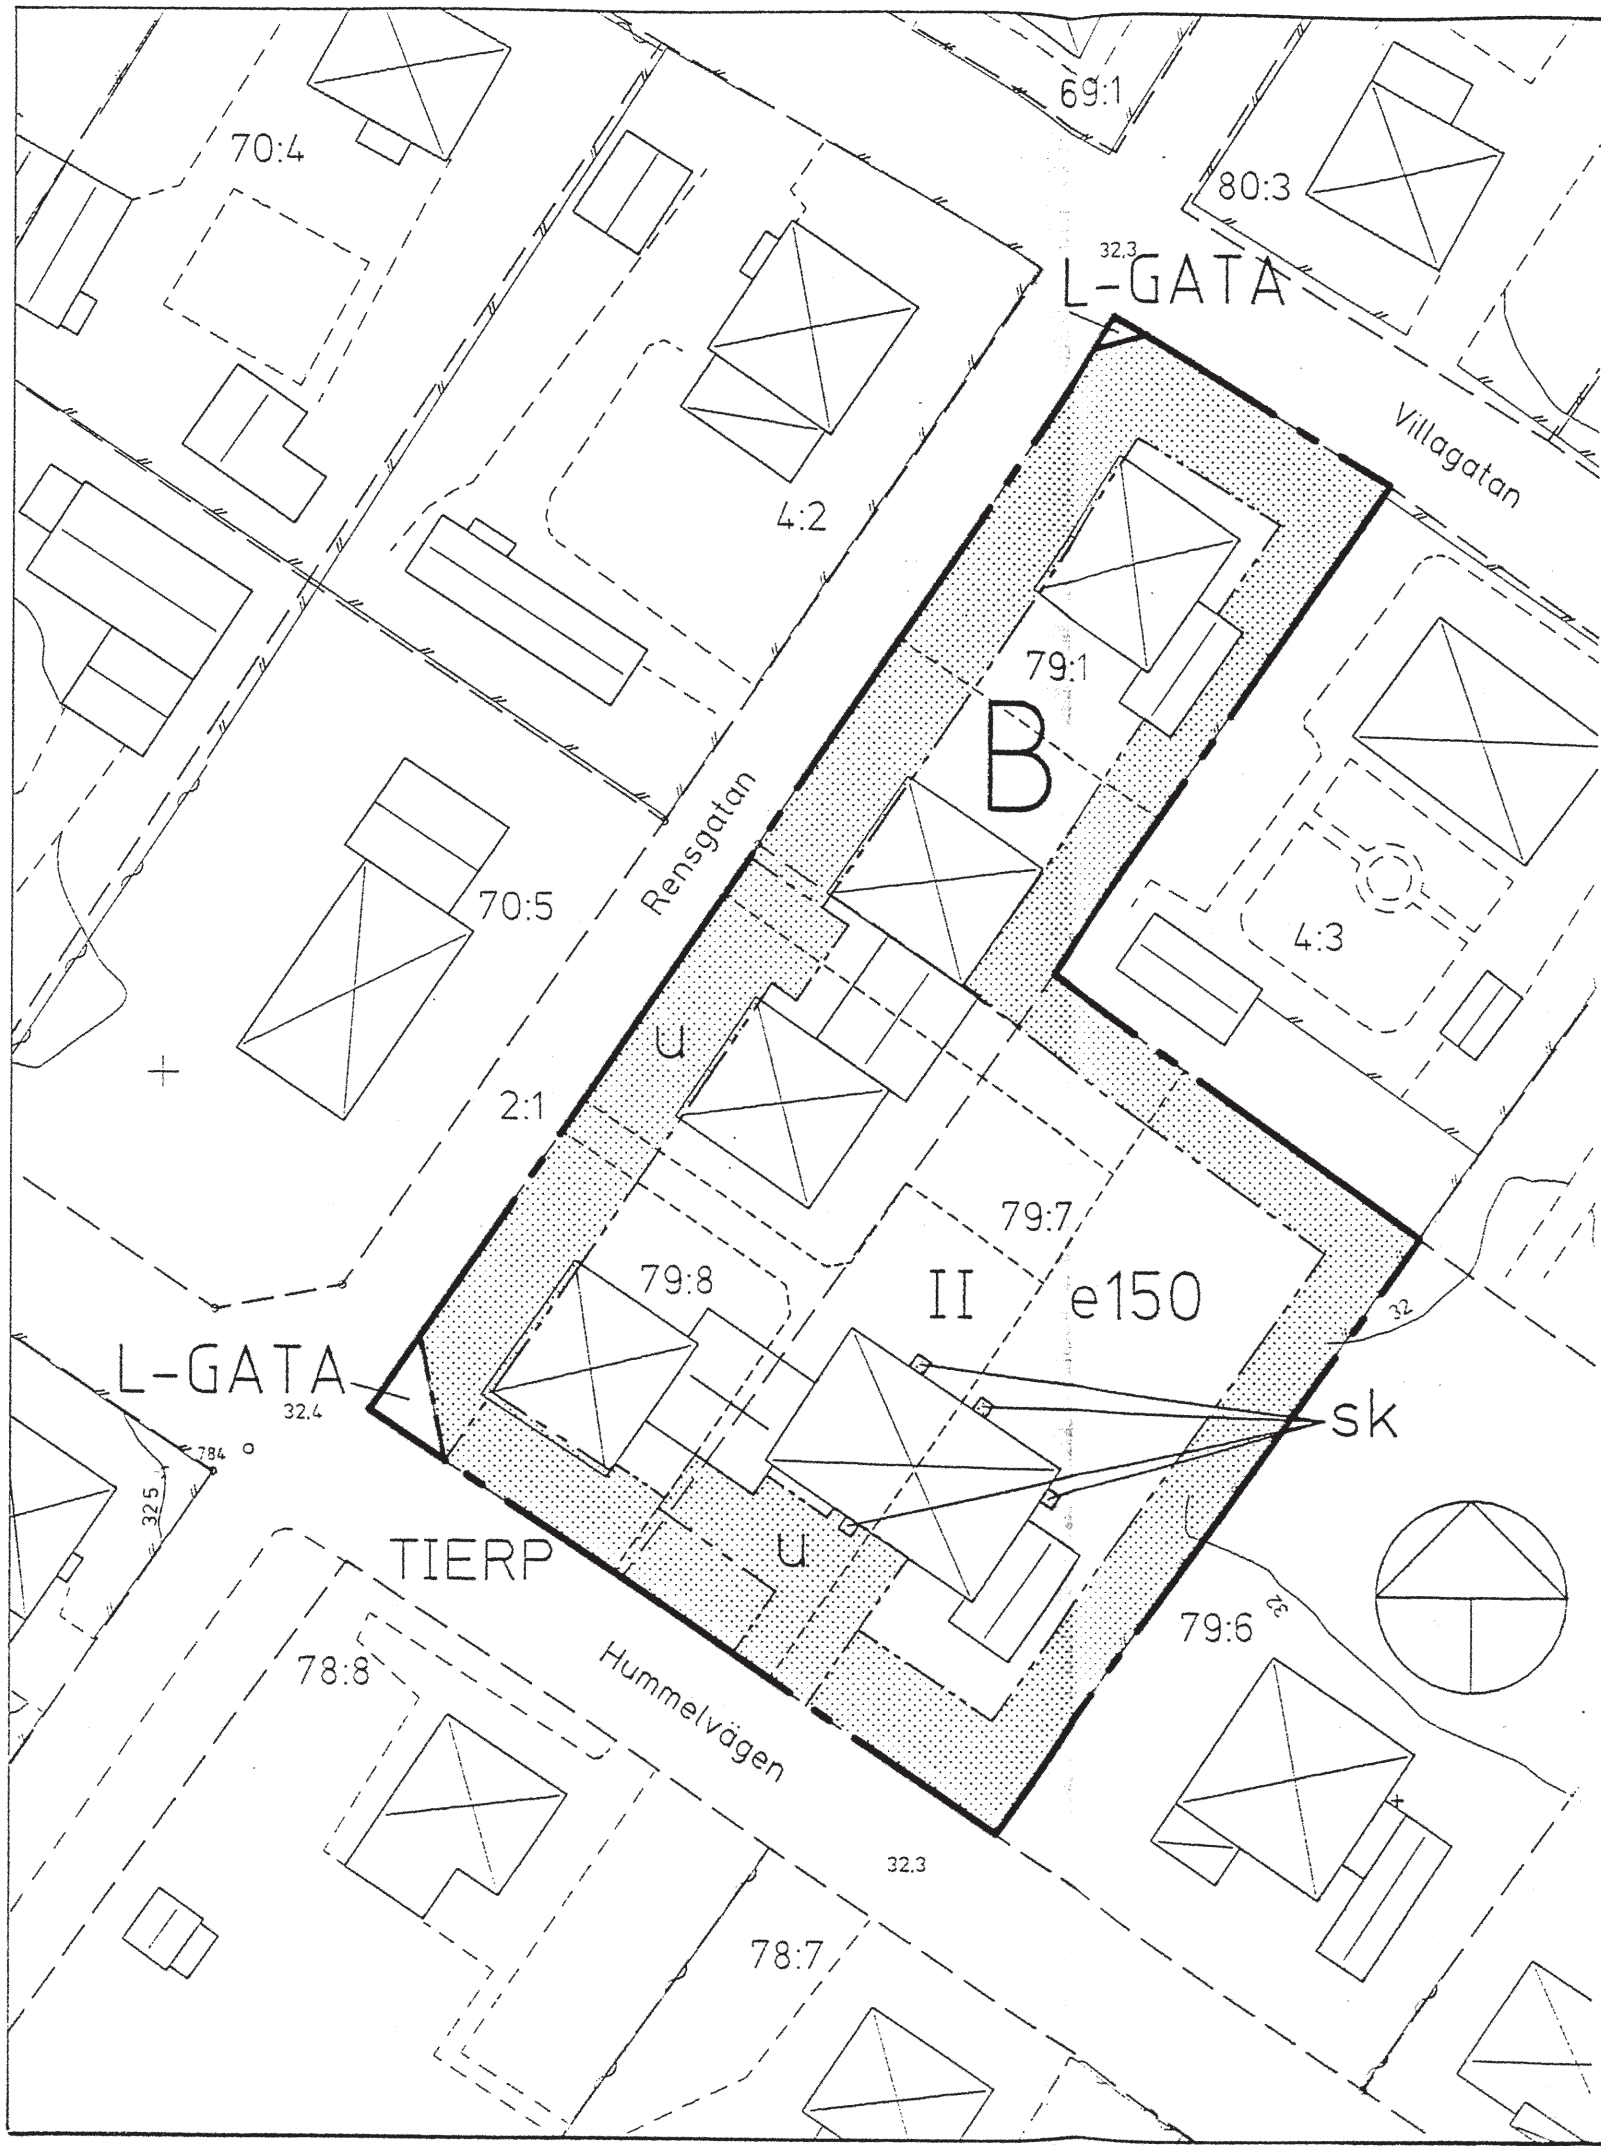 69:1
70:4
80:3
32,3
L-GATA
Villagatan
4:2
79:1
B
Rensgatan
70:5
4:3
u
2:1
79:7
79:8
II e150
32
L-GATA
32,4
sk
784
32 5
TIERP
u
32
79:6
78:8
Hummelvägen
32,3
78:7